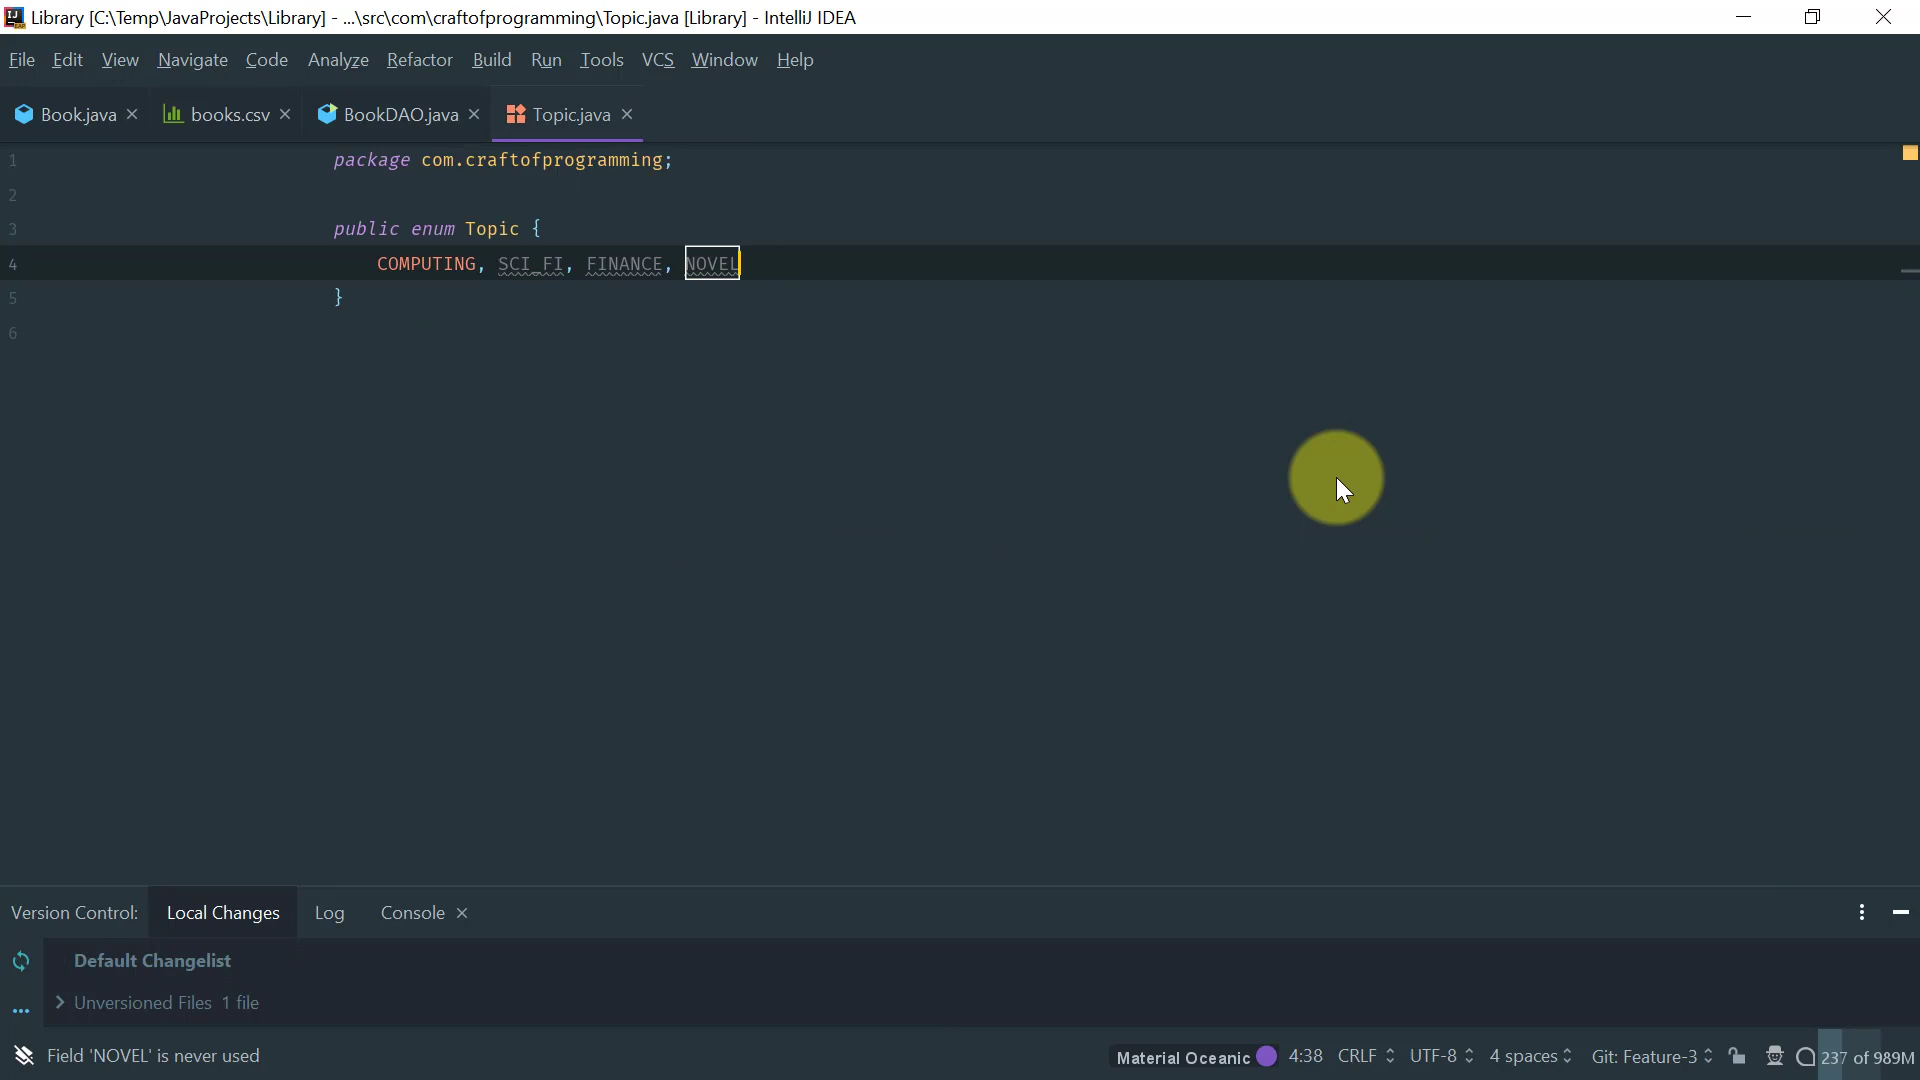 Library [C:\Temp\JavaProjects\Library] - ...\src\com\craftofprogramming\Topic.java [Library] - IntelliJ IDEA
File Edit View Navigate Code Analyze Refactor Build Run Tools VCS Window Help
Book.java books.csv BookDAO.java Topic.java
1 package com.craftofprogramming;
2
3 public enum Topic {
4 COMPUTING, SCI_FI, FINANCE, NOVEL
5 }
6
Version Control: Local Changes Log Console
Default Changelist
Unversioned Files 1 file
Field 'NOVEL' is never used Material Oceanic 4:38 CRLF UTF-8 4 spaces Git: Feature-3 237 of 989M